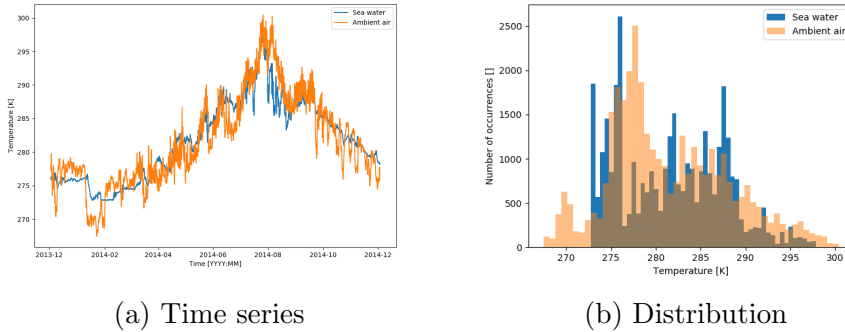 Sea water
Ambient air
300
295
290
285
280
275
270
Temperature [K]
2013-12
2014-02
2014-04
2014-06
2014-08
2014-10
2014-12
Time [YYYY:MM]
(a) Time series
Sea water
Ambient air
2500
2000
1500
1000
500
0
Number of occurrences []
270
275
280
285
290
295
300
Temperature [K]
(b) Distribution